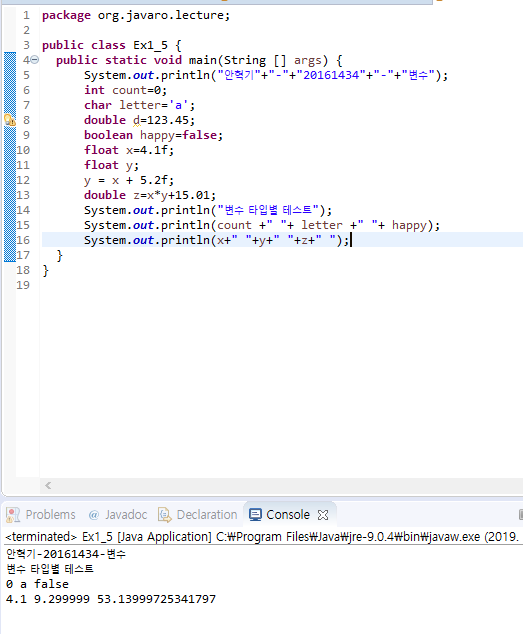 1 package org.javaro.lecture;
2
3 public class Ex1_5 {
4 public static void main(String [] args) {
5 System.out.println("안혁기"+"-"+"20161434"+"-"+"변수");
6 int count=0;
7 char letter='a';
8 double d=123.45;
9 boolean happy=false;
10 float x=4.1f;
11 float y;
12 y = x + 5.2f;
13 double z=x*y+15.01;
14 System.out.println("변수 타입별 테스트");
15 System.out.println(count +" "+ letter +" "+ happy);
16 System.out.println(x+" "+y+" "+z+" ");
17 }
18 }
19
Problems @ Javadoc Declaration Console
<terminated> Ex1_5 [Java Application] C:₩Program Files₩Java₩jre-9.0.4₩bin₩javaw.exe (2019.
안혁기-20161434-변수
변수 타입별 테스트
0 a false
4.1 9.299999 53.13999725341797